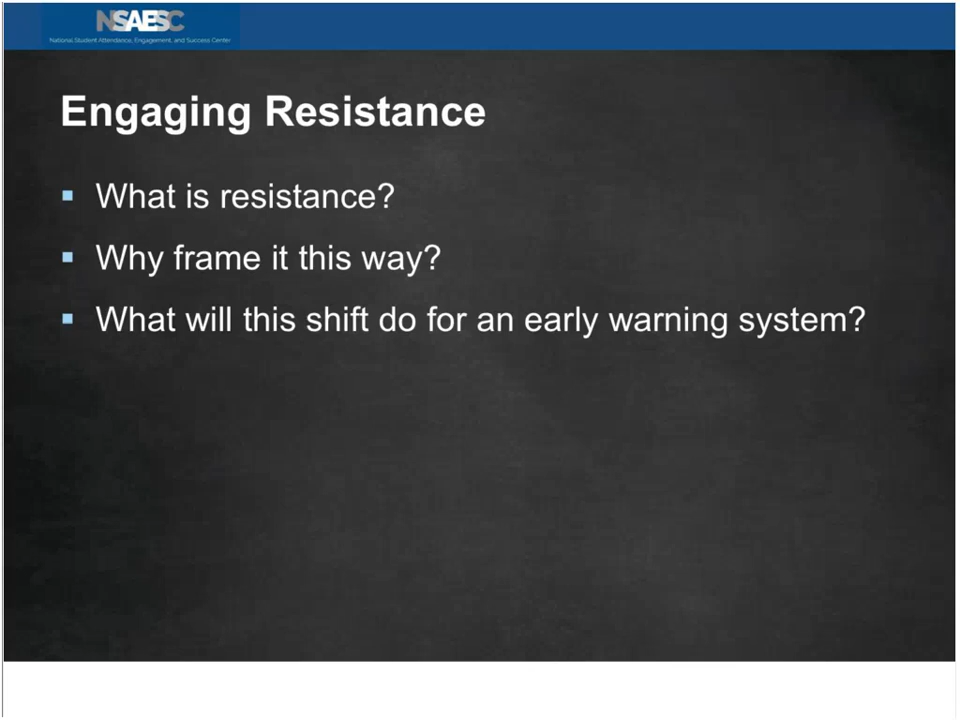 NSAESC
National Student Attendance, Engagement, and Success Center
Engaging Resistance
▪ What is resistance?
▪ Why frame it this way?
▪ What will this shift do for an early warning system?